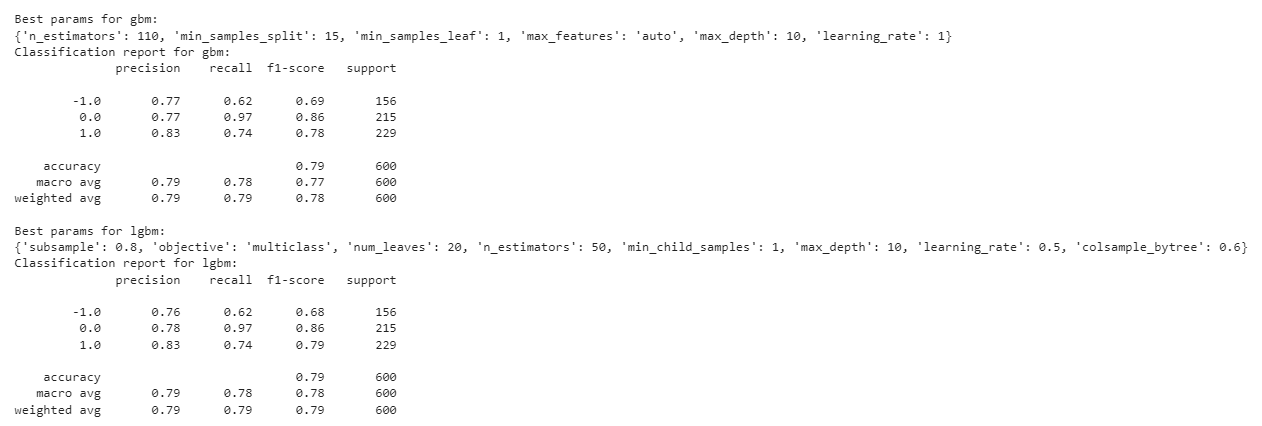 Best params for gbm:
{'n_estimators': 110, 'min_samples_split': 15, 'min_samples_leaf': 1, 'max_features': 'auto', 'max_depth': 10, 'learning_rate': 1}
Classification report for gbm:
              precision    recall  f1-score   support

        -1.0       0.77      0.62      0.69       156
         0.0       0.77      0.97      0.86       215
         1.0       0.83      0.74      0.78       229

    accuracy                           0.79       600
   macro avg       0.79      0.78      0.77       600
weighted avg       0.79      0.79      0.78       600

Best params for lgbm:
{'subsample': 0.8, 'objective': 'multiclass', 'num_leaves': 20, 'n_estimators': 50, 'min_child_samples': 1, 'max_depth': 10, 'learning_rate': 0.5, 'colsample_bytree': 0.6}
Classification report for lgbm:
              precision    recall  f1-score   support

        -1.0       0.76      0.62      0.68       156
         0.0       0.78      0.97      0.86       215
         1.0       0.83      0.74      0.79       229

    accuracy                           0.79       600
   macro avg       0.79      0.78      0.78       600
weighted avg       0.79      0.79      0.79       600